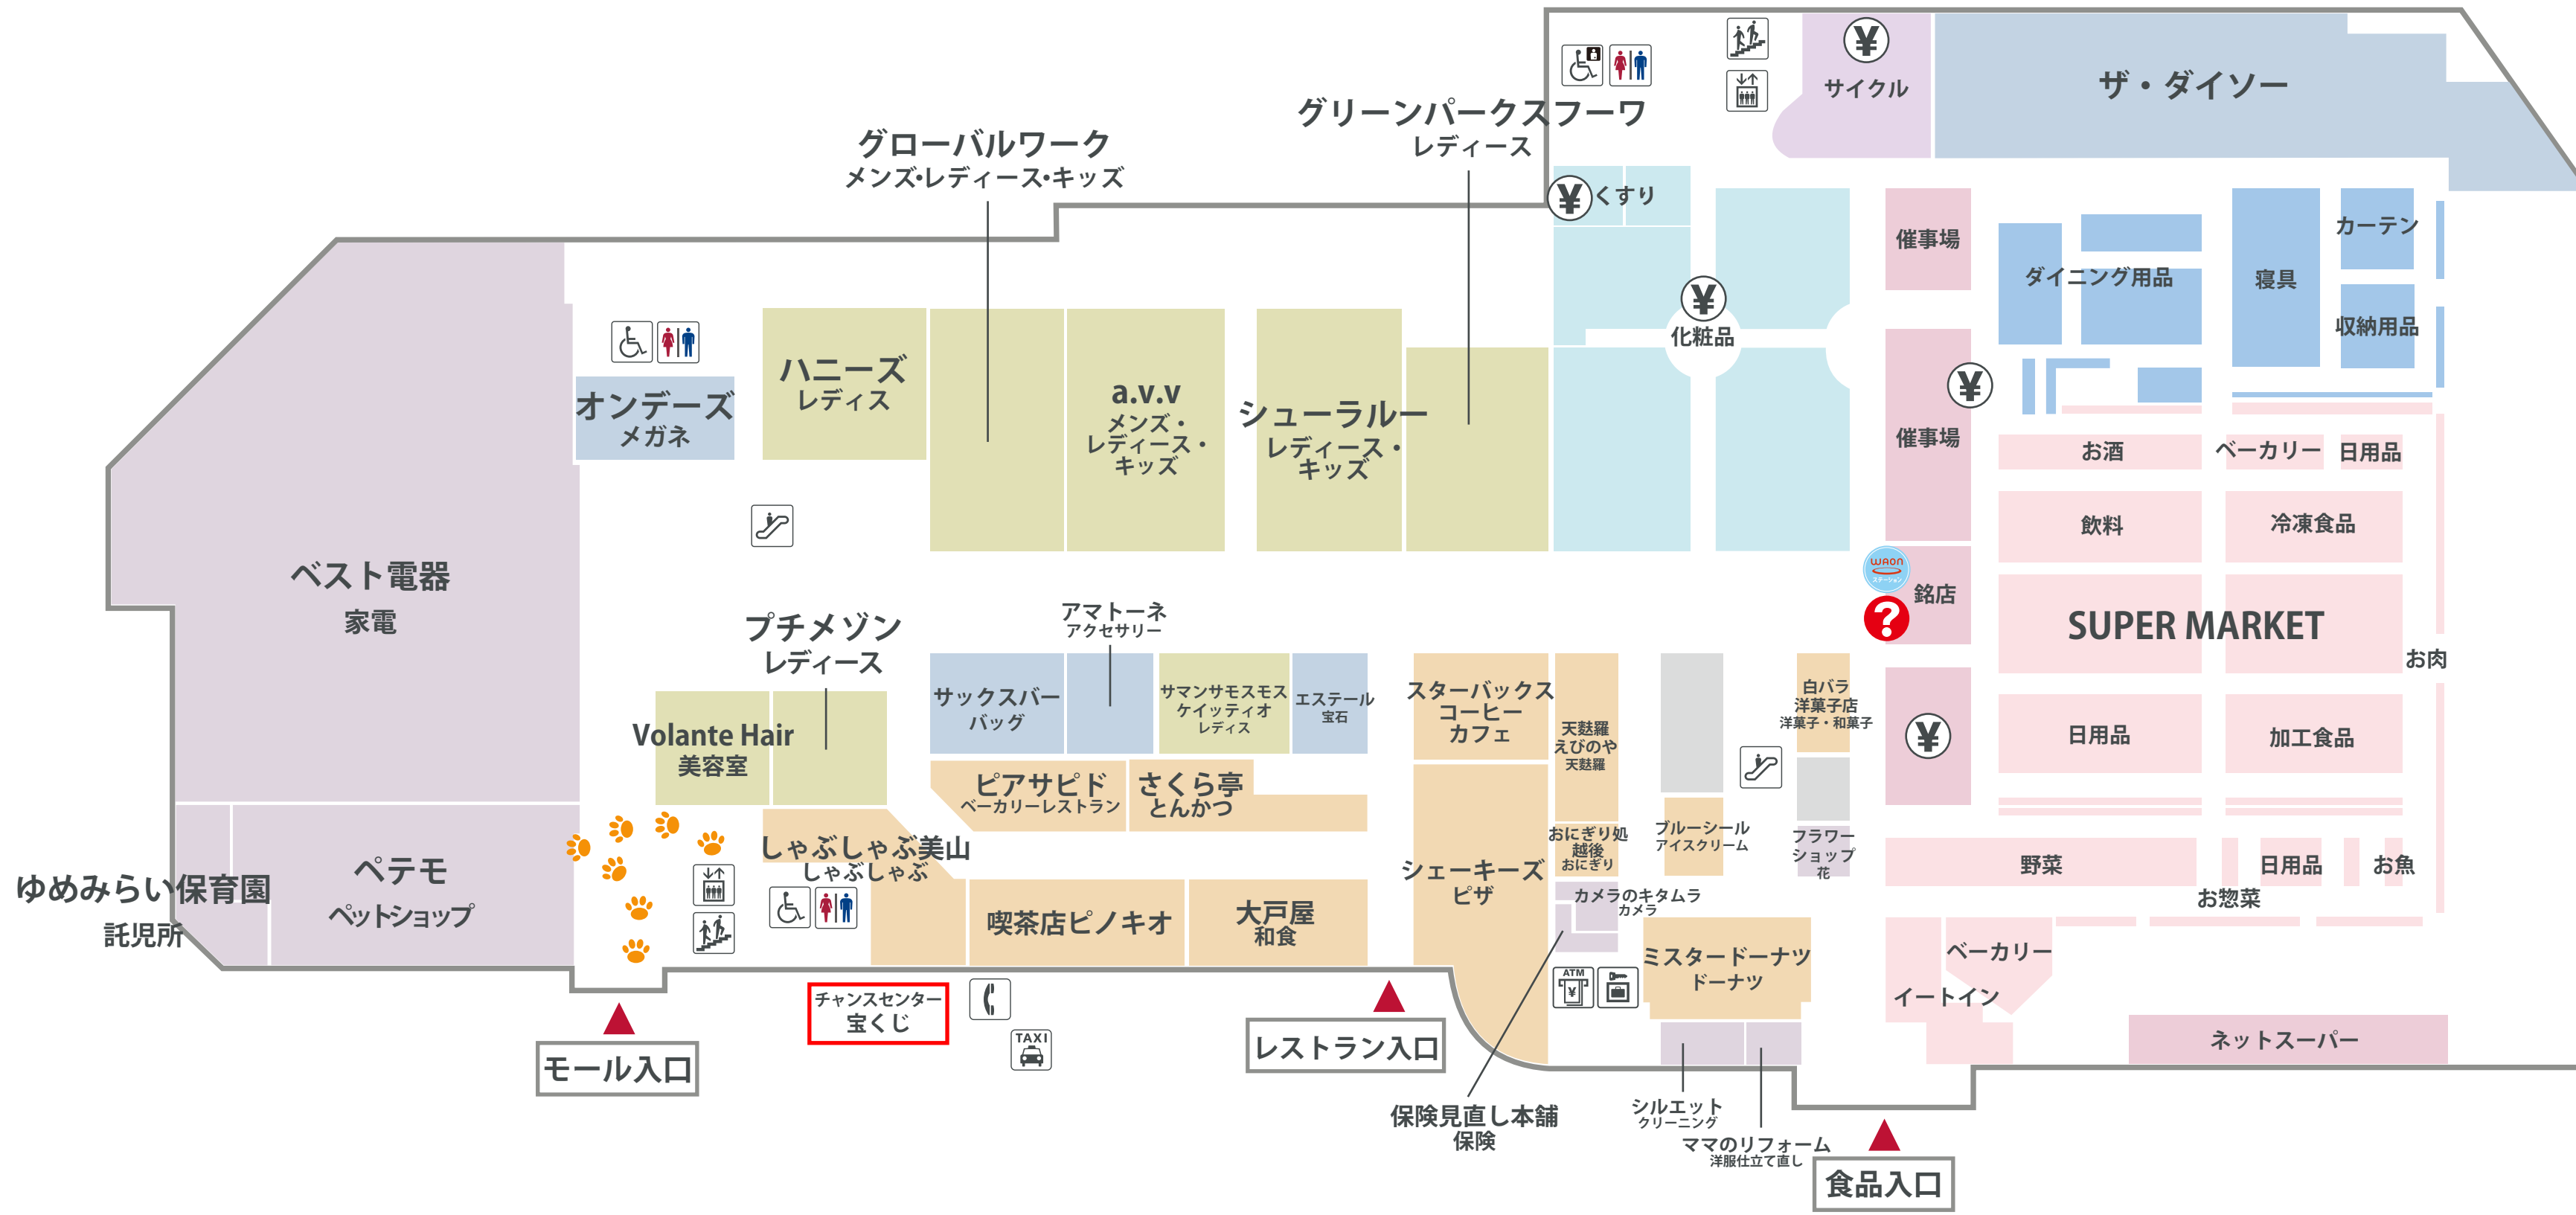 サイクル
ザ・ダイソー
グリーンパークスフーワ
レディース
グローバルワーク
メンズ・レディース・キッズ
¥
¥
くすり
催事場
カーテン
ダイニング用品
寝具
収納用品
¥
化粧品
ハニーズ
レディス
オンデーズ
メガネ
a.v.v
メンズ・
レディース・
キッズ
シューラルー
レディース・
キッズ
¥
催事場
お酒
ベーカリー
日用品
飲料
冷凍食品
ベスト電器
家電
WAON
ステーション
?
銘店
SUPER MARKET
お肉
プチメゾン
レディース
アマトーネ
アクセサリー
サックスバー
バッグ
サマンサモスモス
ケイッティオ
レディス
エステール
宝石
スターバックス
コーヒー
カフェ
天麩羅
えびのや
天麩羅
白バラ
洋菓子店
洋菓子・和菓子
¥
日用品
加工食品
Volante Hair
美容室
ピアサピド
ベーカリーレストラン
さくら亭
とんかつ
おにぎり処
越後
おにぎり
ブルーシール
アイスクリーム
フラワー
ショップ
花
しゃぶしゃぶ美山
しゃぶしゃぶ
シェーキーズ
ピザ
野菜
日用品
お魚
お惣菜
ペテモ
ペットショップ
ゆめみらい保育園
託児所
喫茶店ピノキオ
大戸屋
和食
カメラのキタムラ
カメラ
ミスタードーナツ
ドーナツ
ATM
¥
ベーカリー
イートイン
チャンスセンター
宝くじ
TAXI
ネットスーパー
モール入口
レストラン入口
保険見直し本舗
保険
シルエット
クリーニング
ママのリフォーム
洋服仕立て直し
食品入口